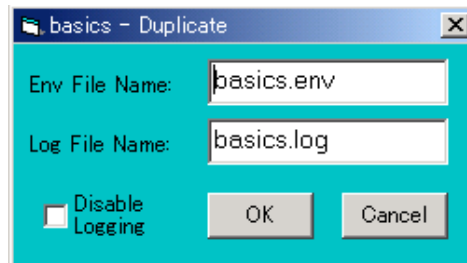 basics - Duplicate
Env File Name:
basics.env
Log File Name:
basics.log
Disable
Logging
OK
Cancel